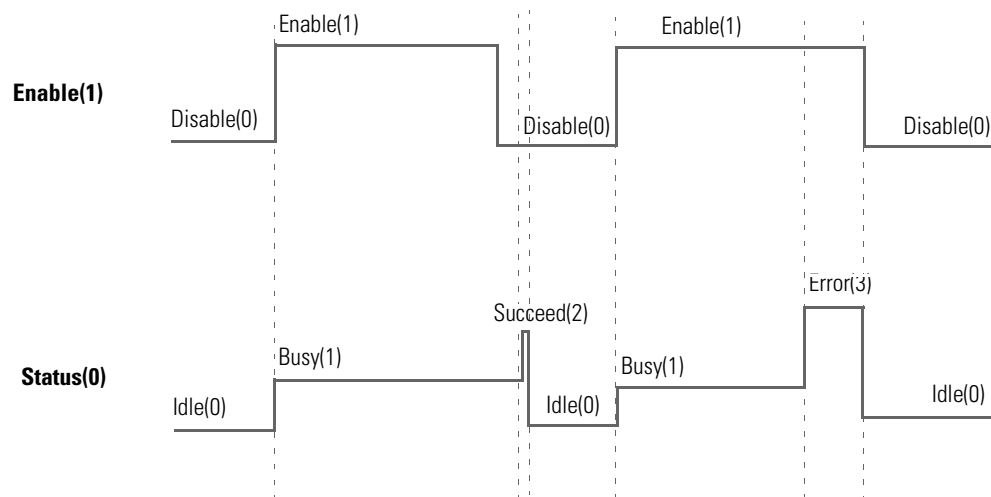 Enable(1)
Enable(1)
Enable(1)
Disable(0)
Disable(0)
Disable(0)
Error(3)
Succeed(2)
Busy(1)
Busy(1)
Status(0)
Idle(0)
Idle(0)
Idle(0)